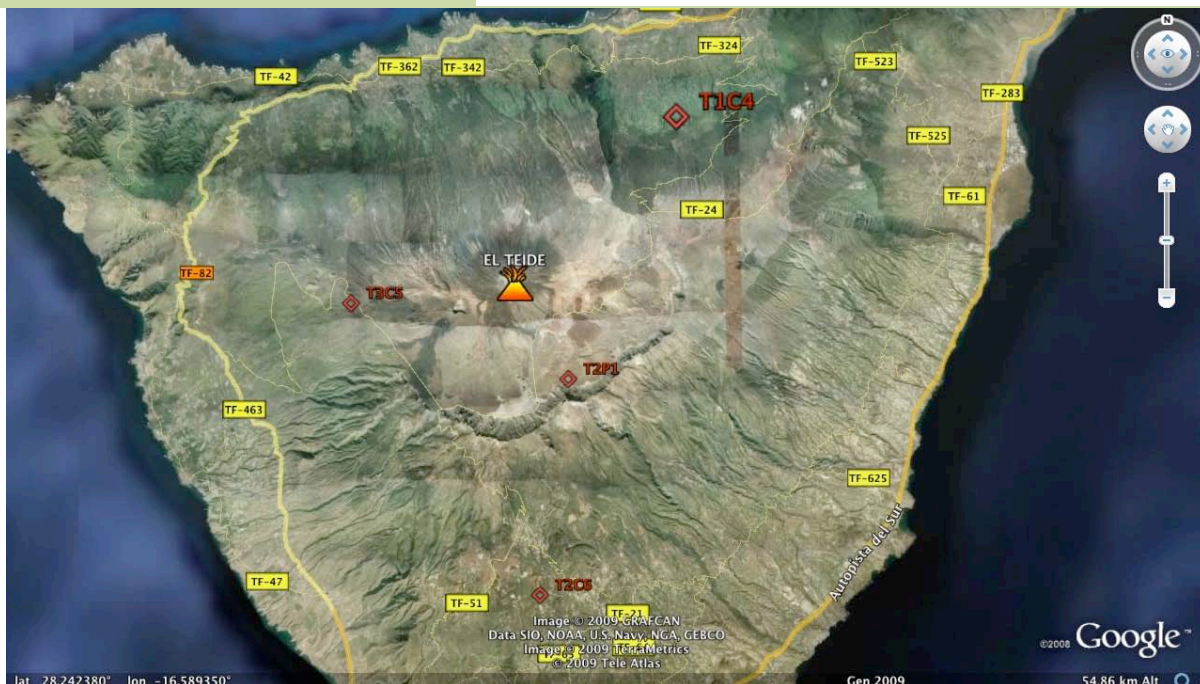 N
TF-324
TF-362
TF-342
TF-523
TF-42
TF-283
T1C4
TF-525
TF-61
TF-24
EL TEIDE
TF-82
T3C5
T2P1
TF-463
TF-625
Autopista del Sur
TF-47
T2C6
TF-51
TF-21
Image © 2009 GRAFCAN
Data SIO, NOAA, U.S. Navy, NGA, GEBCO
Image © 2009 TerraMetrics
© 2009 Tele Atlas
©2008 Google™
lat 28.242380° lon -16.589350° Gen 2009 54.86 km Alt